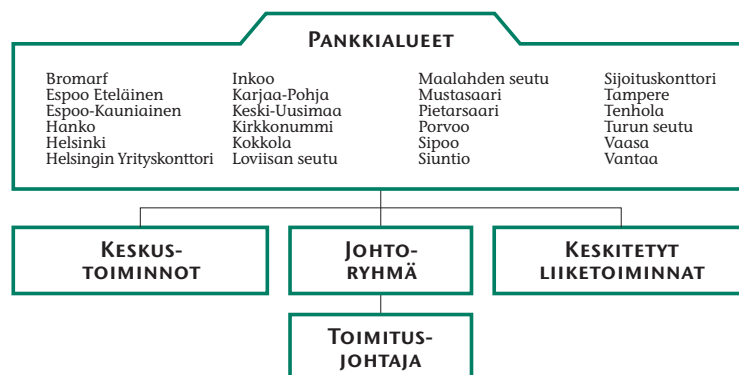 PANKKIALUEET
Bromarf
Espoo Eteläinen
Espoo-Kauniainen
Hanko
Helsinki
Helsingin Yrityskonttori
Inkoo
Karjaa-Pohja
Keski-Uusimaa
Kirkkonummi
Kokkola
Loviisan seutu
Maalahden seutu
Mustasaari
Pietarsaari
Porvoo
Sipoo
Siuntio
Sijoituskonttori
Tampere
Tenhola
Turun seutu
Vaasa
Vantaa
KESKUS-
TOIMINNOT
JOHTO-
RYHMÄ
KESKITETYT
LIIKETOIMINNAT
TOIMITUS-
JOHTAJA